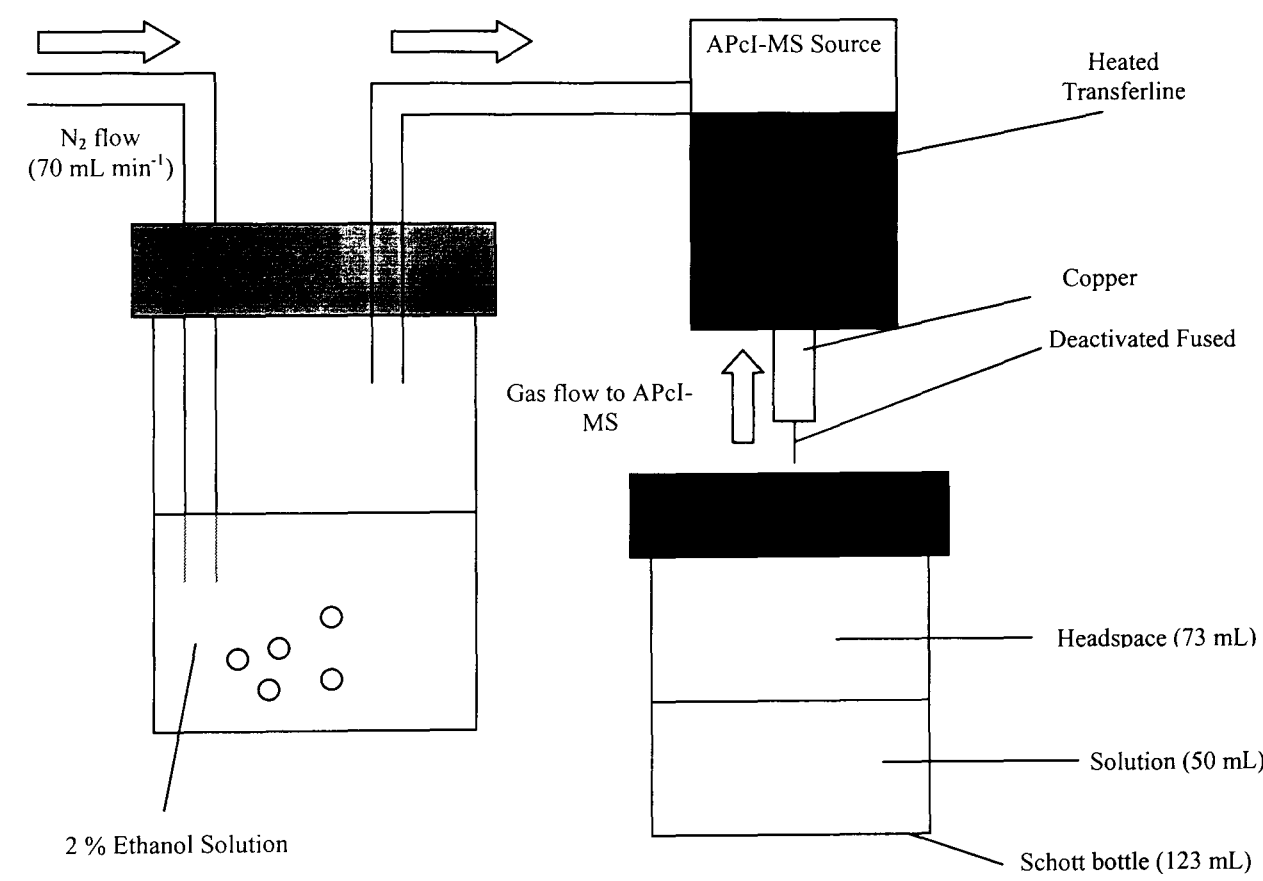 APcI-MS Source
Heated
Transferline
N₂ flow
(70 mL min⁻¹)
Copper
Deactivated Fused
Gas flow to APcI-
MS
Headspace (73 mL)
Solution (50 mL)
2 % Ethanol Solution
Schott bottle (123 mL)